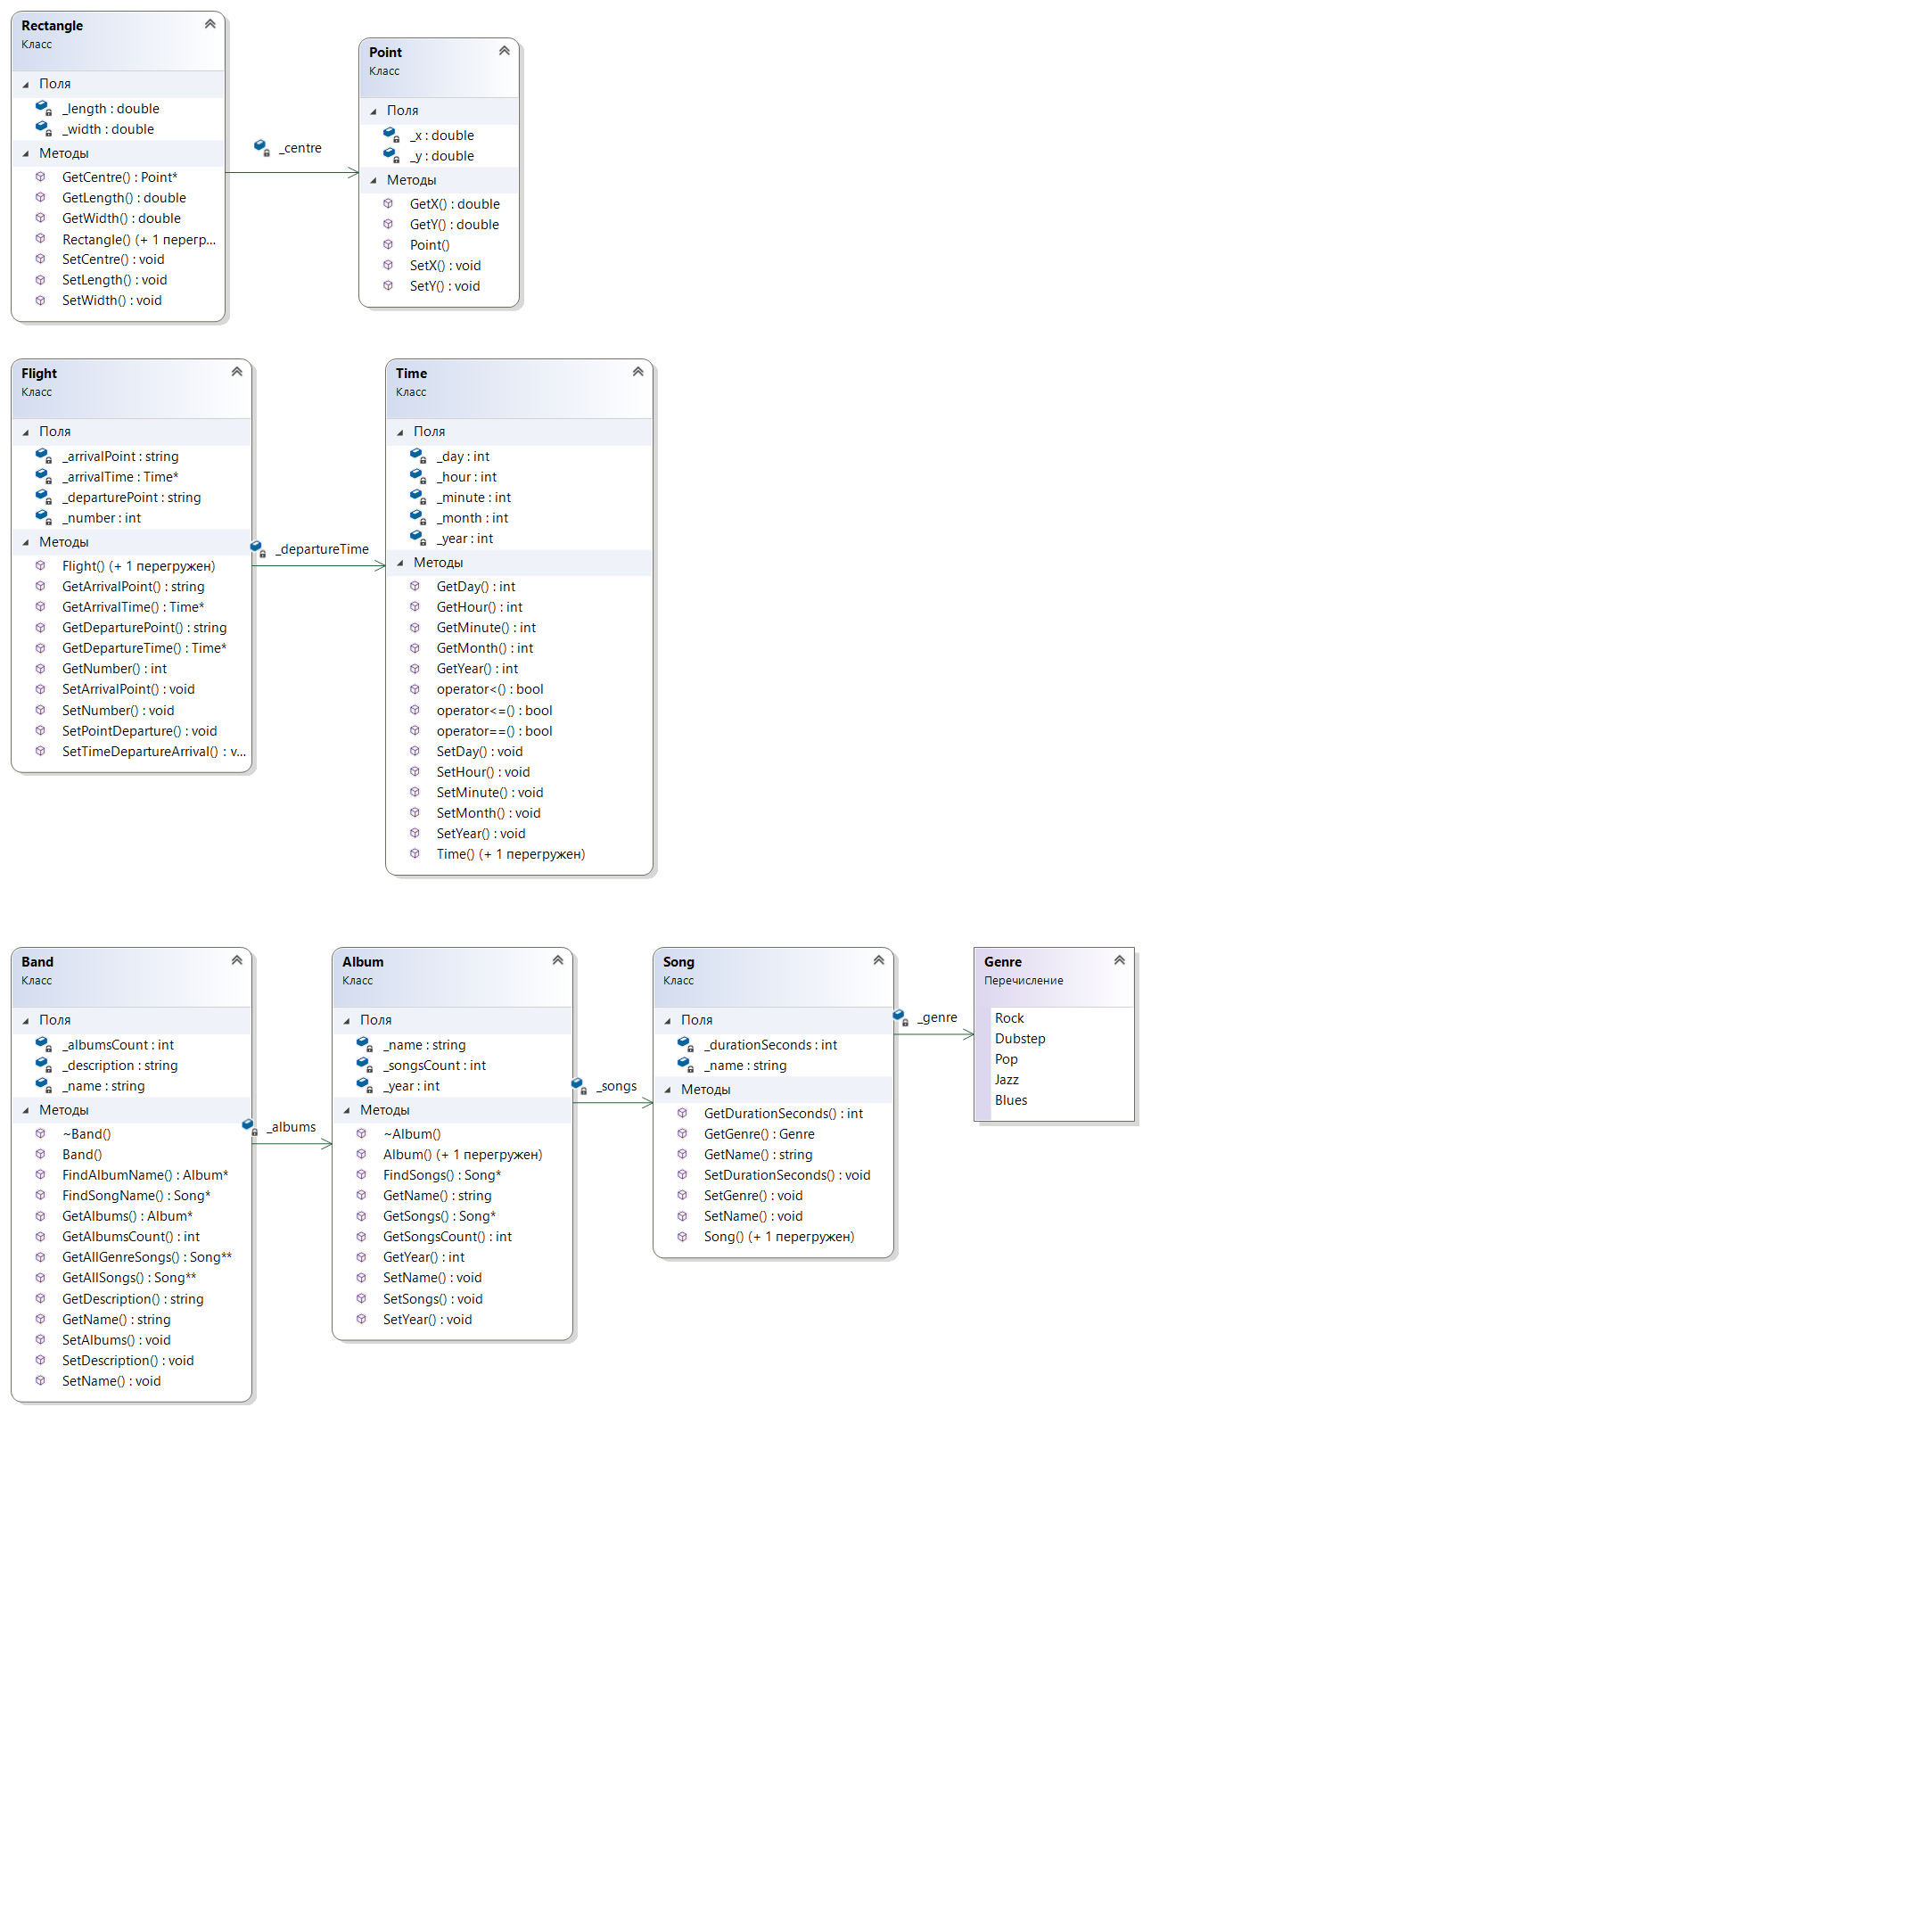 Rectangle
Класс
Поля
_length : double
_width : double
Методы
GetCentre() : Point*
GetLength() : double
GetWidth() : double
Rectangle() (+ 1 перегр...
SetCentre() : void
SetLength() : void
SetWidth() : void
_centre
Point
Класс
Поля
_x : double
_y : double
Методы
GetX() : double
GetY() : double
Point()
SetX() : void
SetY() : void
Flight
Класс
Поля
_arrivalPoint : string
_arrivalTime : Time*
_departurePoint : string
_number : int
Методы
Flight() (+ 1 перегружен)
GetArrivalPoint() : string
GetArrivalTime() : Time*
GetDeparturePoint() : string
GetDepartureTime() : Time*
GetNumber() : int
SetArrivalPoint() : void
SetNumber() : void
SetPointDeparture() : void
SetTimeDepartureArrival() : v...
_departureTime
Time
Класс
Поля
_day : int
_hour : int
_minute : int
_month : int
_year : int
Методы
GetDay() : int
GetHour() : int
GetMinute() : int
GetMonth() : int
GetYear() : int
operator<() : bool
operator<=() : bool
operator==() : bool
SetDay() : void
SetHour() : void
SetMinute() : void
SetMonth() : void
SetYear() : void
Time() (+ 1 перегружен)
Band
Класс
Поля
_albumsCount : int
_description : string
_name : string
Методы
~Band()
Band()
FindAlbumName() : Album*
FindSongName() : Song*
GetAlbums() : Album*
GetAlbumsCount() : int
GetAllGenreSongs() : Song**
GetAllSongs() : Song**
GetDescription() : string
GetName() : string
SetAlbums() : void
SetDescription() : void
SetName() : void
_albums
Album
Класс
Поля
_name : string
_songsCount : int
_year : int
Методы
~Album()
Album() (+ 1 перегружен)
FindSongs() : Song*
GetName() : string
GetSongs() : Song*
GetSongsCount() : int
GetYear() : int
SetName() : void
SetSongs() : void
SetYear() : void
_songs
Song
Класс
Поля
_durationSeconds : int
_name : string
Методы
GetDurationSeconds() : int
GetGenre() : Genre
GetName() : string
SetDurationSeconds() : void
SetGenre() : void
SetName() : void
Song() (+ 1 перегружен)
_genre
Genre
Перечисление
Rock
Dubstep
Pop
Jazz
Blues